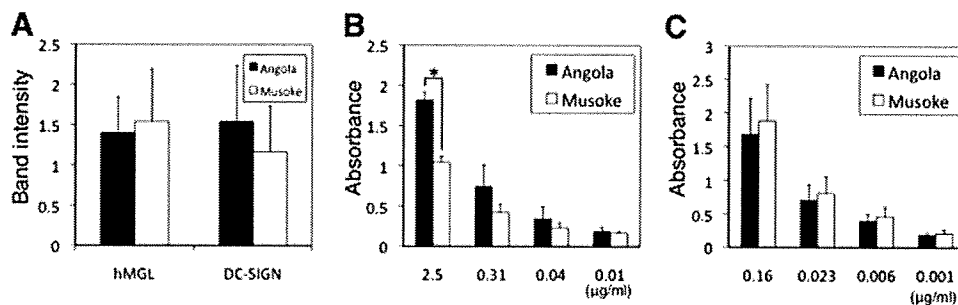 A
Band intensity
2.5
2
1.5
1
0.5
0
Angola
Musoke
hMGL
DC-SIGN
B
Absorbance
2.5
2
1.5
1
0.5
0
*
Angola
Musoke
2.5
0.31
0.04
0.01
(µg/ml)
C
Absorbance
3
2.5
2
1.5
1
0.5
0
Angola
Musoke
0.16
0.023
0.006
0.001
(µg/ml)